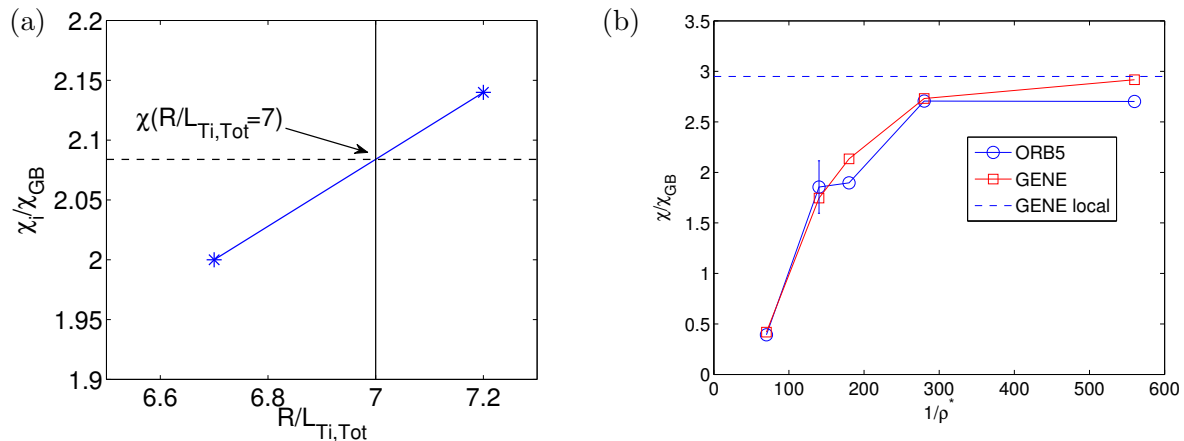 (a)
2.2
2.15
2.1
2.05
2
1.95
1.9
χ_i/χ_GB
χ(R/L_Ti,Tot=7)
6.6 6.8 7 7.2
R/L_Ti,Tot
(b)
3.5
3
2.5
2
1.5
1
0.5
0
χ/χ_GB
ORB5
GENE
GENE local
0 100 200 300 400 500 600
1/ρ*